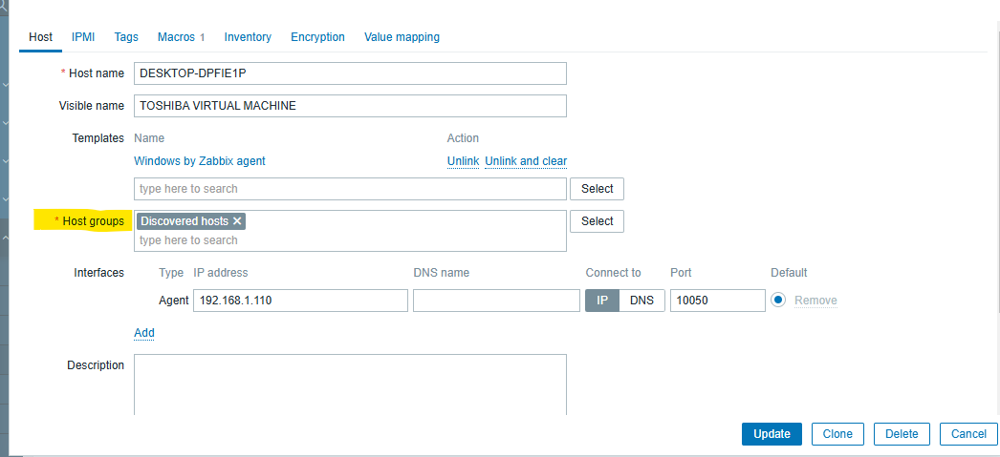 Host IPMI Tags Macros 1 Inventory Encryption Value mapping
* Host name DESKTOP-DPFIE1P
Visible name TOSHIBA VIRTUAL MACHINE
Templates Name Action
Windows by Zabbix agent Unlink Unlink and clear
type here to search Select
* Host groups Discovered hosts ✕ Select
type here to search
Interfaces Type IP address DNS name Connect to Port Default
Agent 192.168.1.110 IP DNS 10050 Remove
Add
Description
Update Clone Delete Cancel